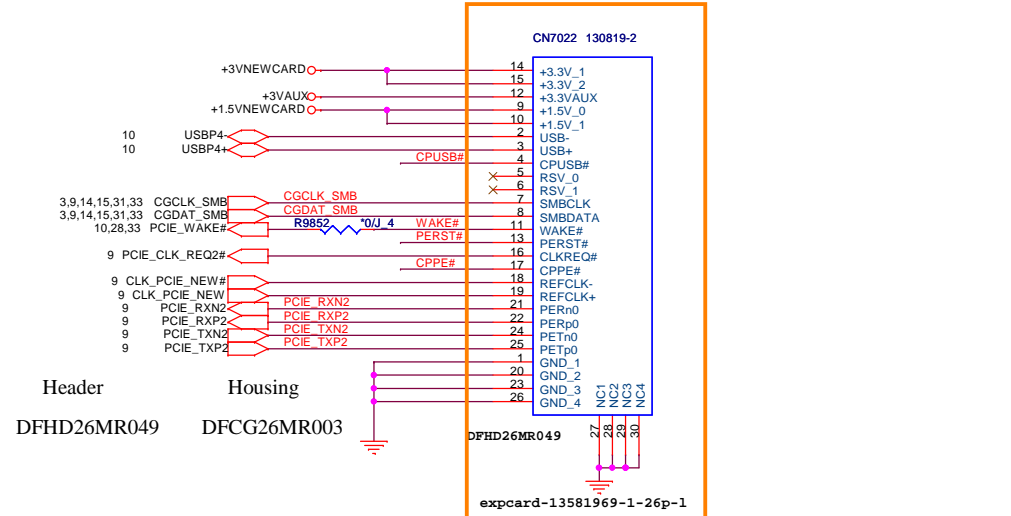 CN7022 130819-2
+3VNEWCARD 14 +3.3V_1
15 +3.3V_2
+3VAUX 12 +3.3VAUX
+1.5VNEWCARD 9 +1.5V_0
10 +1.5V_1
10 USBP4- 2 USB-
10 USBP4+ 3 USB+
CPUSB# 4 CPUSB#
5 RSV_0
6 RSV_1
3,9,14,15,31,33 CGCLK_SMB CGCLK_SMB 7 SMBCLK
3,9,14,15,31,33 CGDAT_SMB CGDAT_SMB 8 SMBDATA
10,28,33 PCIE_WAKE# R9852 *0/J_4 WAKE# 11 WAKE#
PERST# 13 PERST#
9 PCIE_CLK_REQ2# 16 CLKREQ#
CPPE# 17 CPPE#
9 CLK_PCIE_NEW# 18 REFCLK-
9 CLK_PCIE_NEW 19 REFCLK+
9 PCIE_RXN2 PCIE_RXN2 21 PERn0
9 PCIE_RXP2 PCIE_RXP2 22 PERp0
9 PCIE_TXN2 PCIE_TXN2 24 PETn0
9 PCIE_TXP2 PCIE_TXP2 25 PETp0
1 GND_1
20 GND_2
23 GND_3
26 GND_4
NC1 NC2 NC3 NC4
27 28 29 30
Header Housing
DFHD26MR049 DFCG26MR003
DFHD26MR049
expcard-13581969-1-26p-l